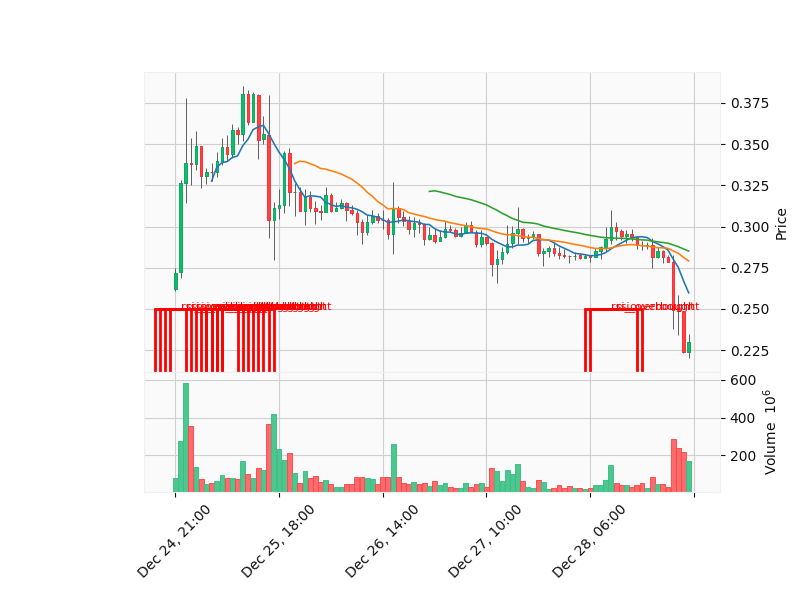 0.375
0.350
0.325
0.300
0.275
0.250
0.225
Price
rsi_overbought
600
400
200
Volume 10⁶
Dec 24, 21:00
Dec 25, 18:00
Dec 26, 14:00
Dec 27, 10:00
Dec 28, 06:00